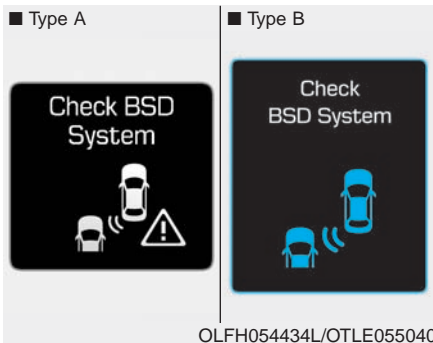 ■ Type A
■ Type B
Check BSD
System
Check
BSD System
OLFH054434L/OTLE055040